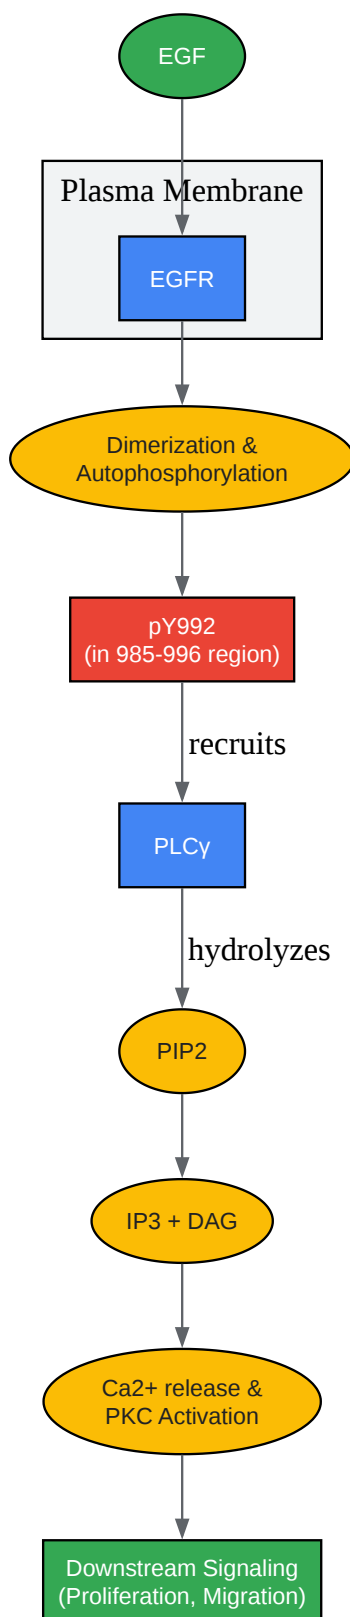 EGF
Plasma Membrane
EGFR
Dimerization &
Autophosphorylation
pY992
(in 985-996 region)
recruits
PLCγ
hydrolyzes
PIP2
IP3 + DAG
Ca2+ release &
PKC Activation
Downstream Signaling
(Proliferation, Migration)